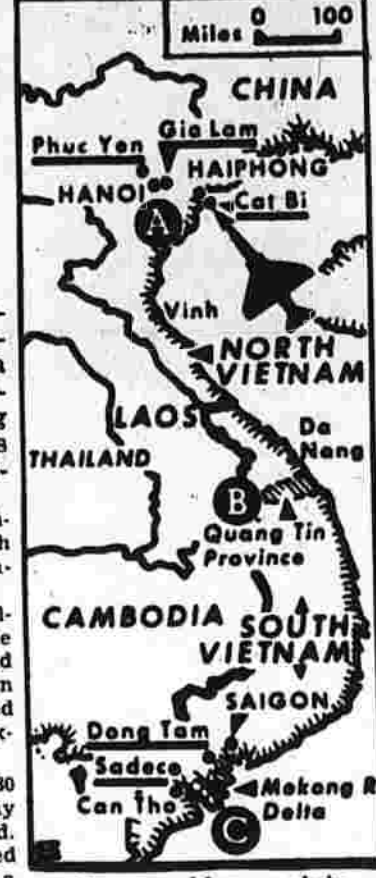 0 100
Miles
CHINA
Gia Lam
Phuc Yen
HAIPHONG
HANOI
Cat Bi
A
Vinh
NORTH
VIETNAM
LAOS
Da
Nang
THAILAND
B
Quang Tin
Province
CAMBODIA
SOUTH
VIETNAM
SAIGON
Dong Tam
Sadec
Can Tho
Mekong R
Delta
C